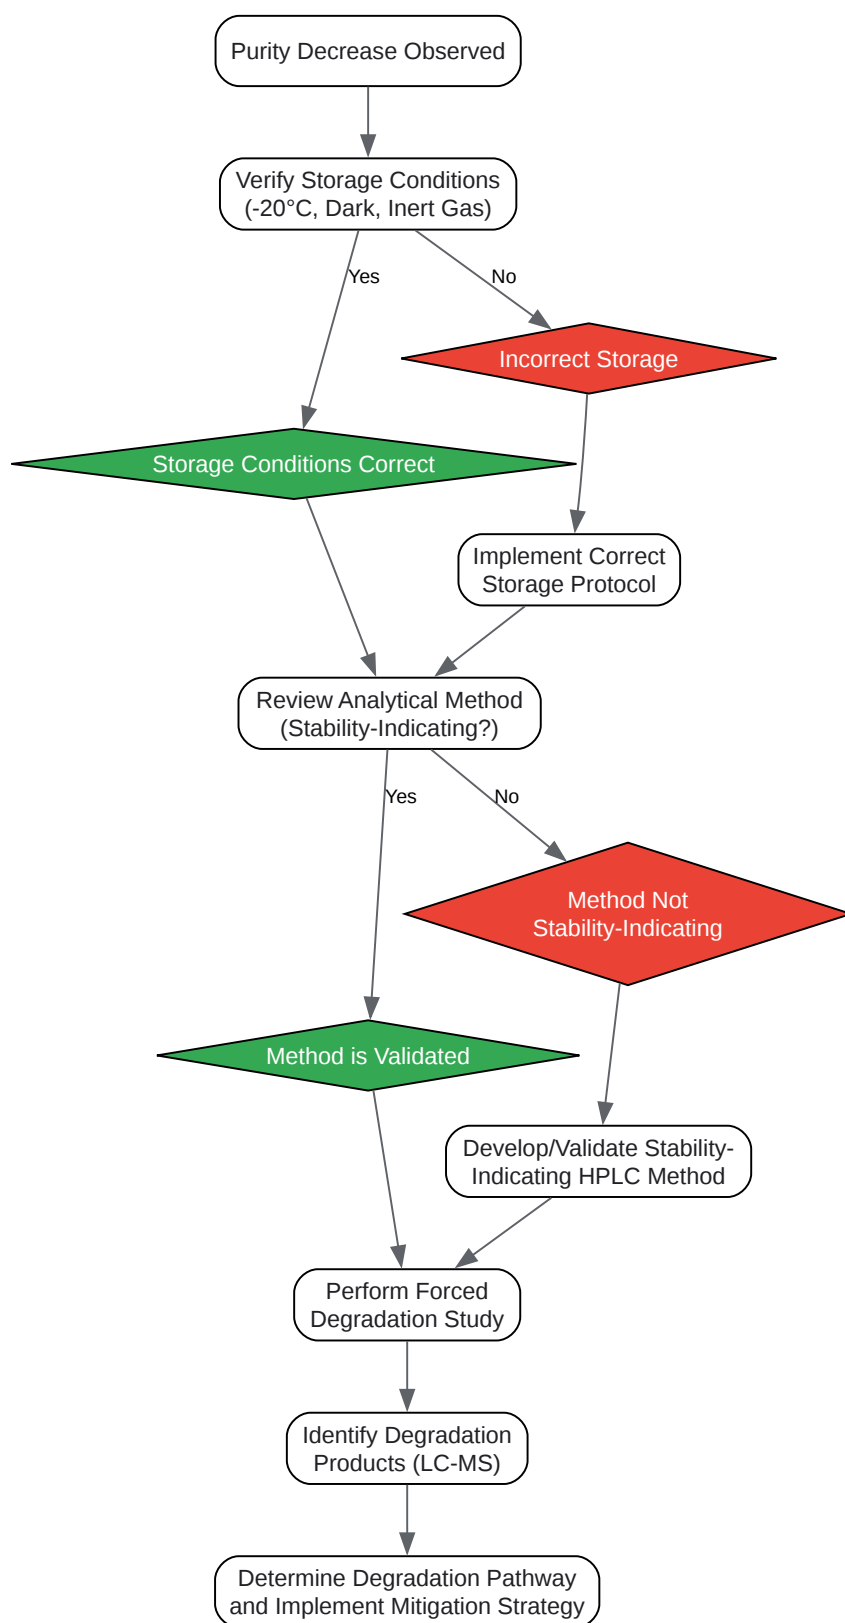 Purity Decrease Observed
Verify Storage Conditions
(-20°C, Dark, Inert Gas)
Yes
No
Incorrect Storage
Storage Conditions Correct
Implement Correct
Storage Protocol
Review Analytical Method
(Stability-Indicating?)
Yes
No
Method Not
Stability-Indicating
Method is Validated
Develop/Validate Stability-
Indicating HPLC Method
Perform Forced
Degradation Study
Identify Degradation
Products (LC-MS)
Determine Degradation Pathway
and Implement Mitigation Strategy